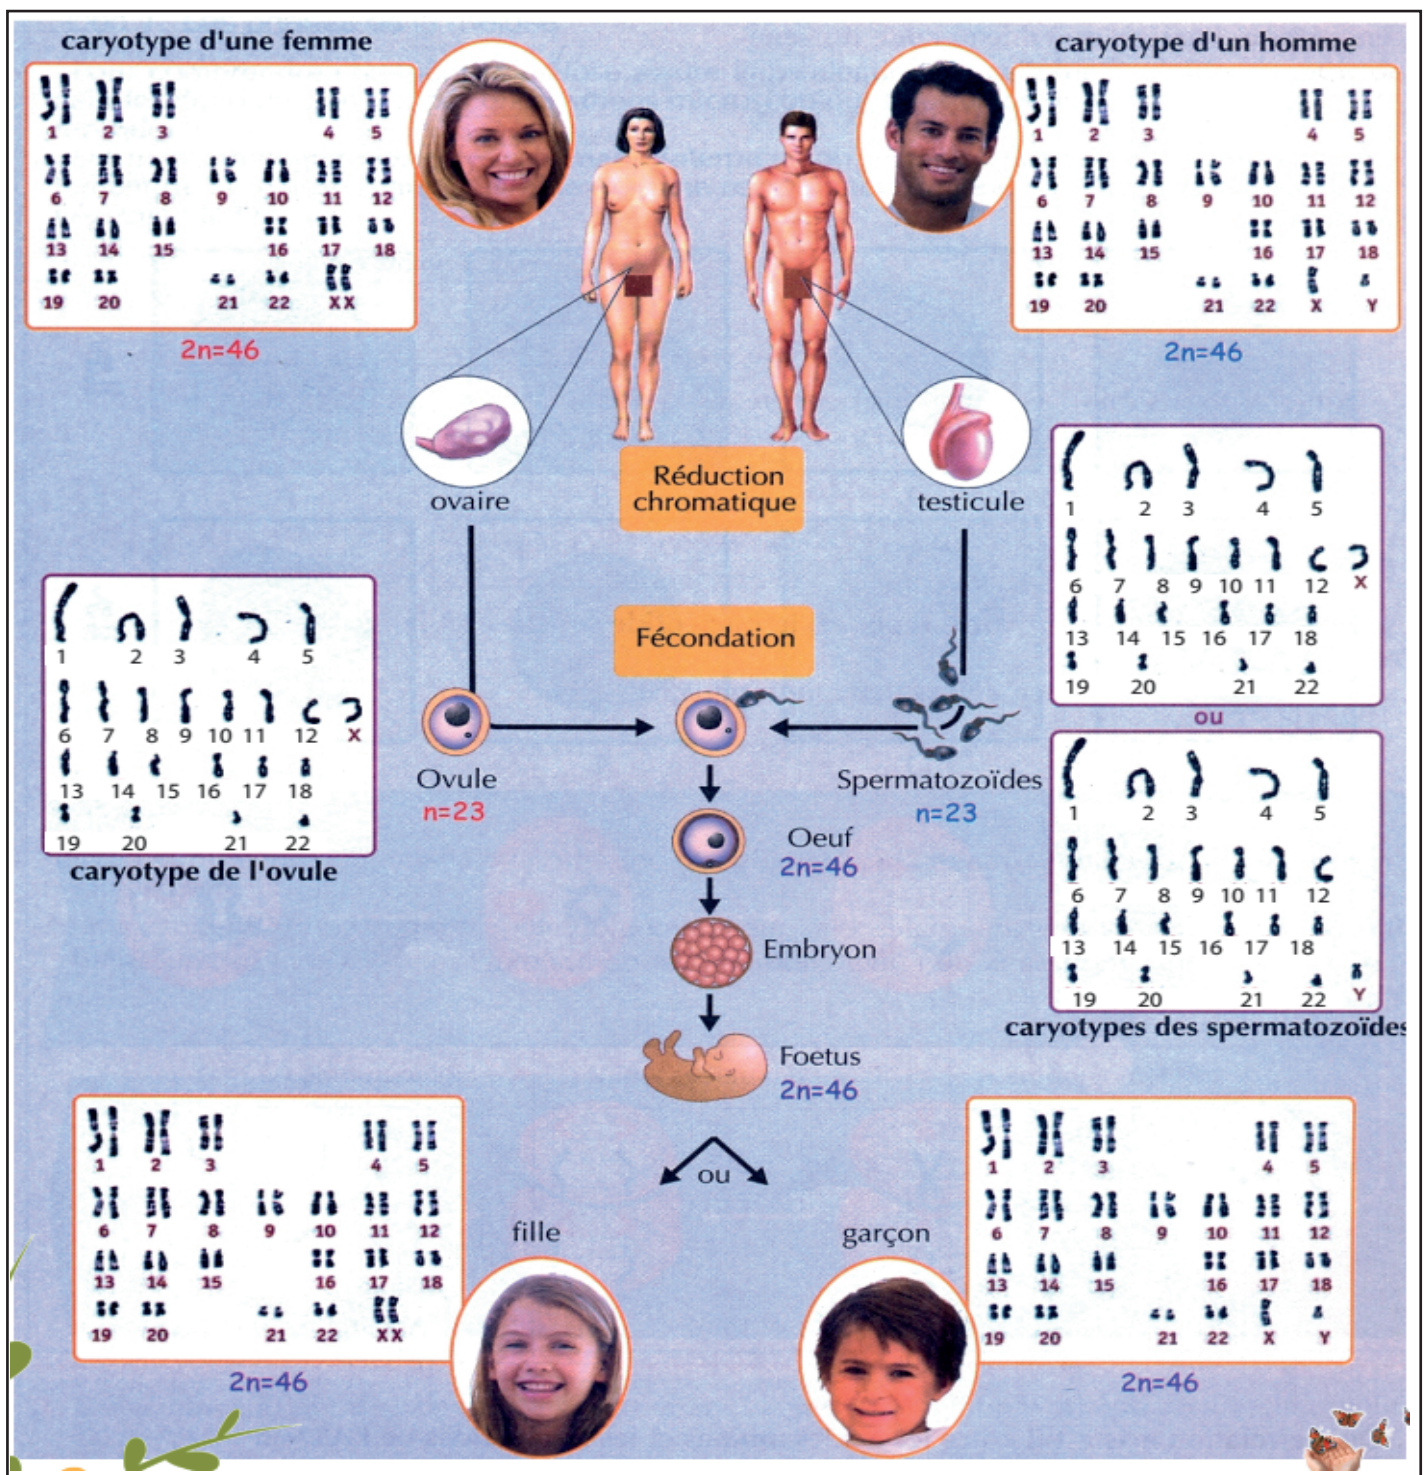 caryotype d'une femme
1 2 3 4 5
6 7 8 9 10 11 12
13 14 15 16 17 18
19 20 21 22 XX
2n=46
caryotype d'un homme
1 2 3 4 5
6 7 8 9 10 11 12
13 14 15 16 17 18
19 20 21 22 X Y
2n=46
ovaire
Réduction
chromatique
testicule
1 2 3 4 5
6 7 8 9 10 11 12 X
13 14 15 16 17 18
19 20 21 22
ou
1 2 3 4 5
6 7 8 9 10 11 12
13 14 15 16 17 18
19 20 21 22 Y
caryotypes des spermatozoïdes
1 2 3 4 5
6 7 8 9 10 11 12 X
13 14 15 16 17 18
19 20 21 22
caryotype de l'ovule
Fécondation
Ovule
n=23
Spermatozoïdes
n=23
Oeuf
2n=46
Embryon
Foetus
2n=46
ou
fille
garçon
1 2 3 4 5
6 7 8 9 10 11 12
13 14 15 16 17 18
19 20 21 22 XX
2n=46
1 2 3 4 5
6 7 8 9 10 11 12
13 14 15 16 17 18
19 20 21 22 X Y
2n=46